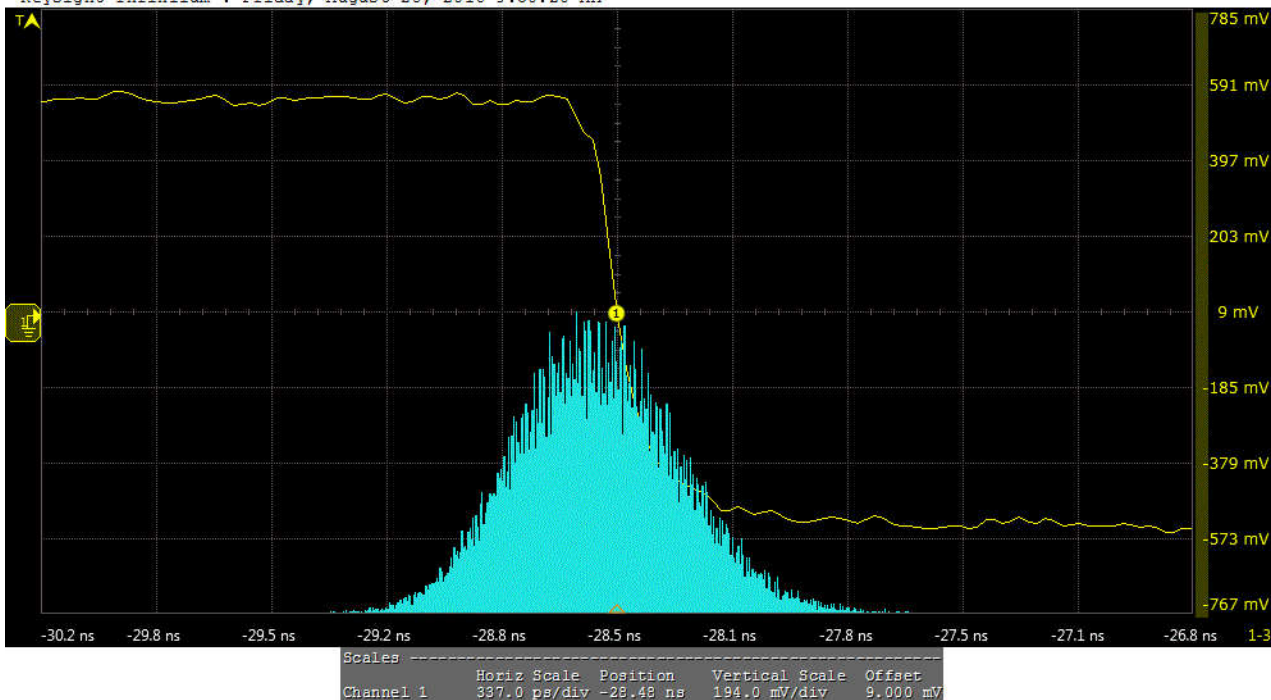 T
785 mV
591 mV
397 mV
203 mV
1
1
9 mV
-185 mV
-379 mV
-573 mV
-767 mV
-30.2 ns -29.8 ns -29.5 ns -29.2 ns -28.8 ns -28.5 ns -28.1 ns -27.8 ns -27.5 ns -27.1 ns -26.8 ns 1-3
Scales
Horiz Scale Position Vertical Scale Offset
Channel 1 337.0 ps/div -28.48 ns 194.0 mV/div 9.000 mV